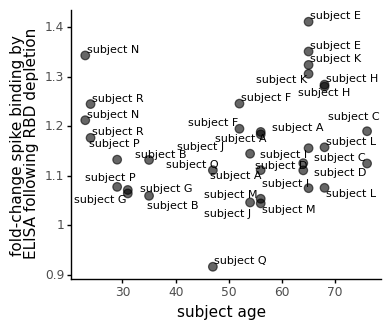 fold-change spike binding by
ELISA following RBD depletion
1.4
1.3
1.2
1.1
1
0.9
subject E
subject N
subject E
subject K
subject K
subject H
subject H
subject R
subject F
subject N
subject C
subject F
subject A
subject R
subject A
subject L
subject P
subject J
subject B
subject I
subject C
subject Q
subject D
subject A
subject D
subject P
subject I
subject G
subject M
subject L
subject G
subject B
subject J
subject M
subject Q
30
40
50
60
70
subject age